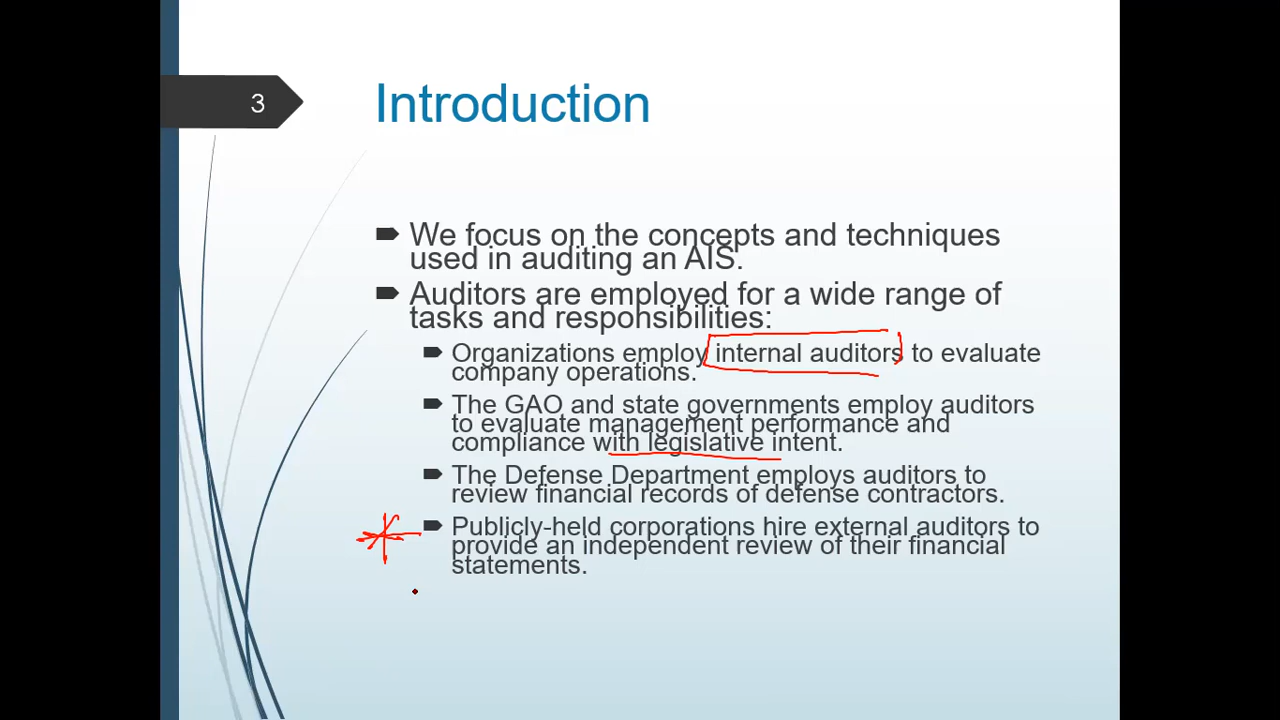 3
Introduction
We focus on the concepts and techniques
used in auditing an AIS.
Auditors are employed for a wide range of
tasks and responsibilities:
Organizations employ internal auditors to evaluate
company operations.
The GAO and state governments employ auditors
to evaluate management performance and
compliance with legislative intent.
The Defense Department employs auditors to
review financial records of defense contractors.
Publicly-held corporations hire external auditors to
provide an independent review of their financial
statements.